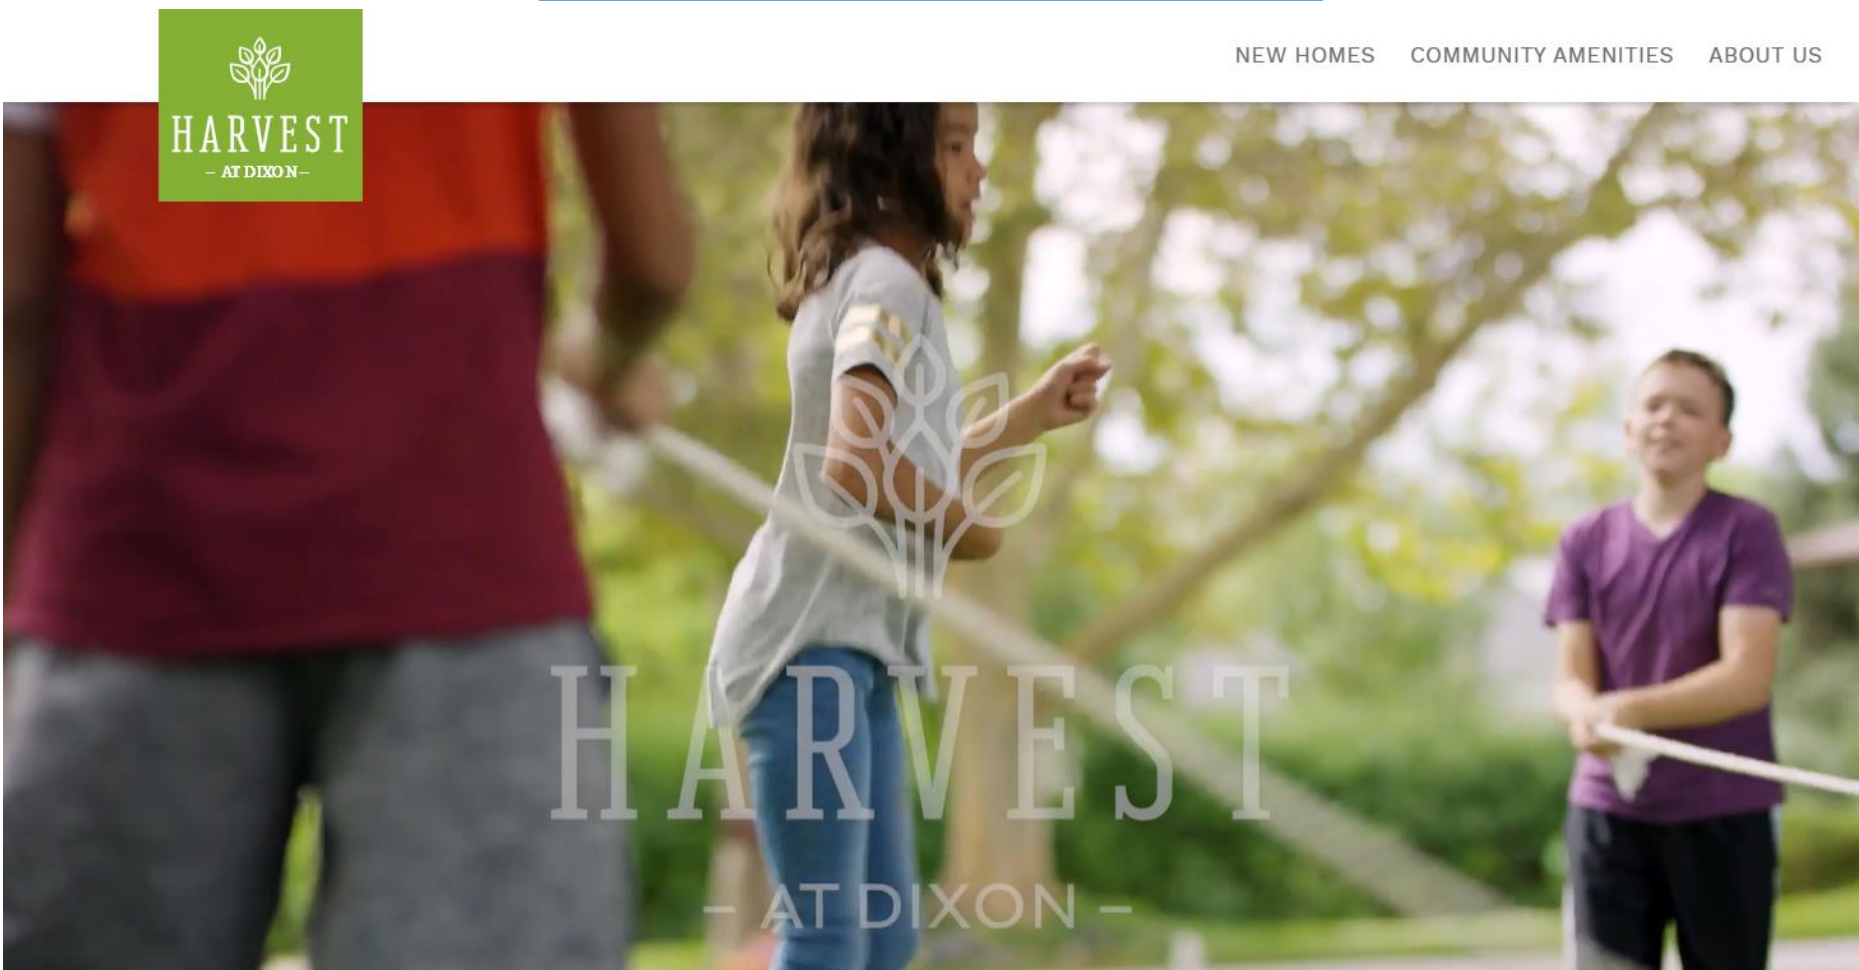 HARVEST
– AT DIXON –
NEW HOMES
COMMUNITY AMENITIES
ABOUT US
HARVEST
– AT DIXON –